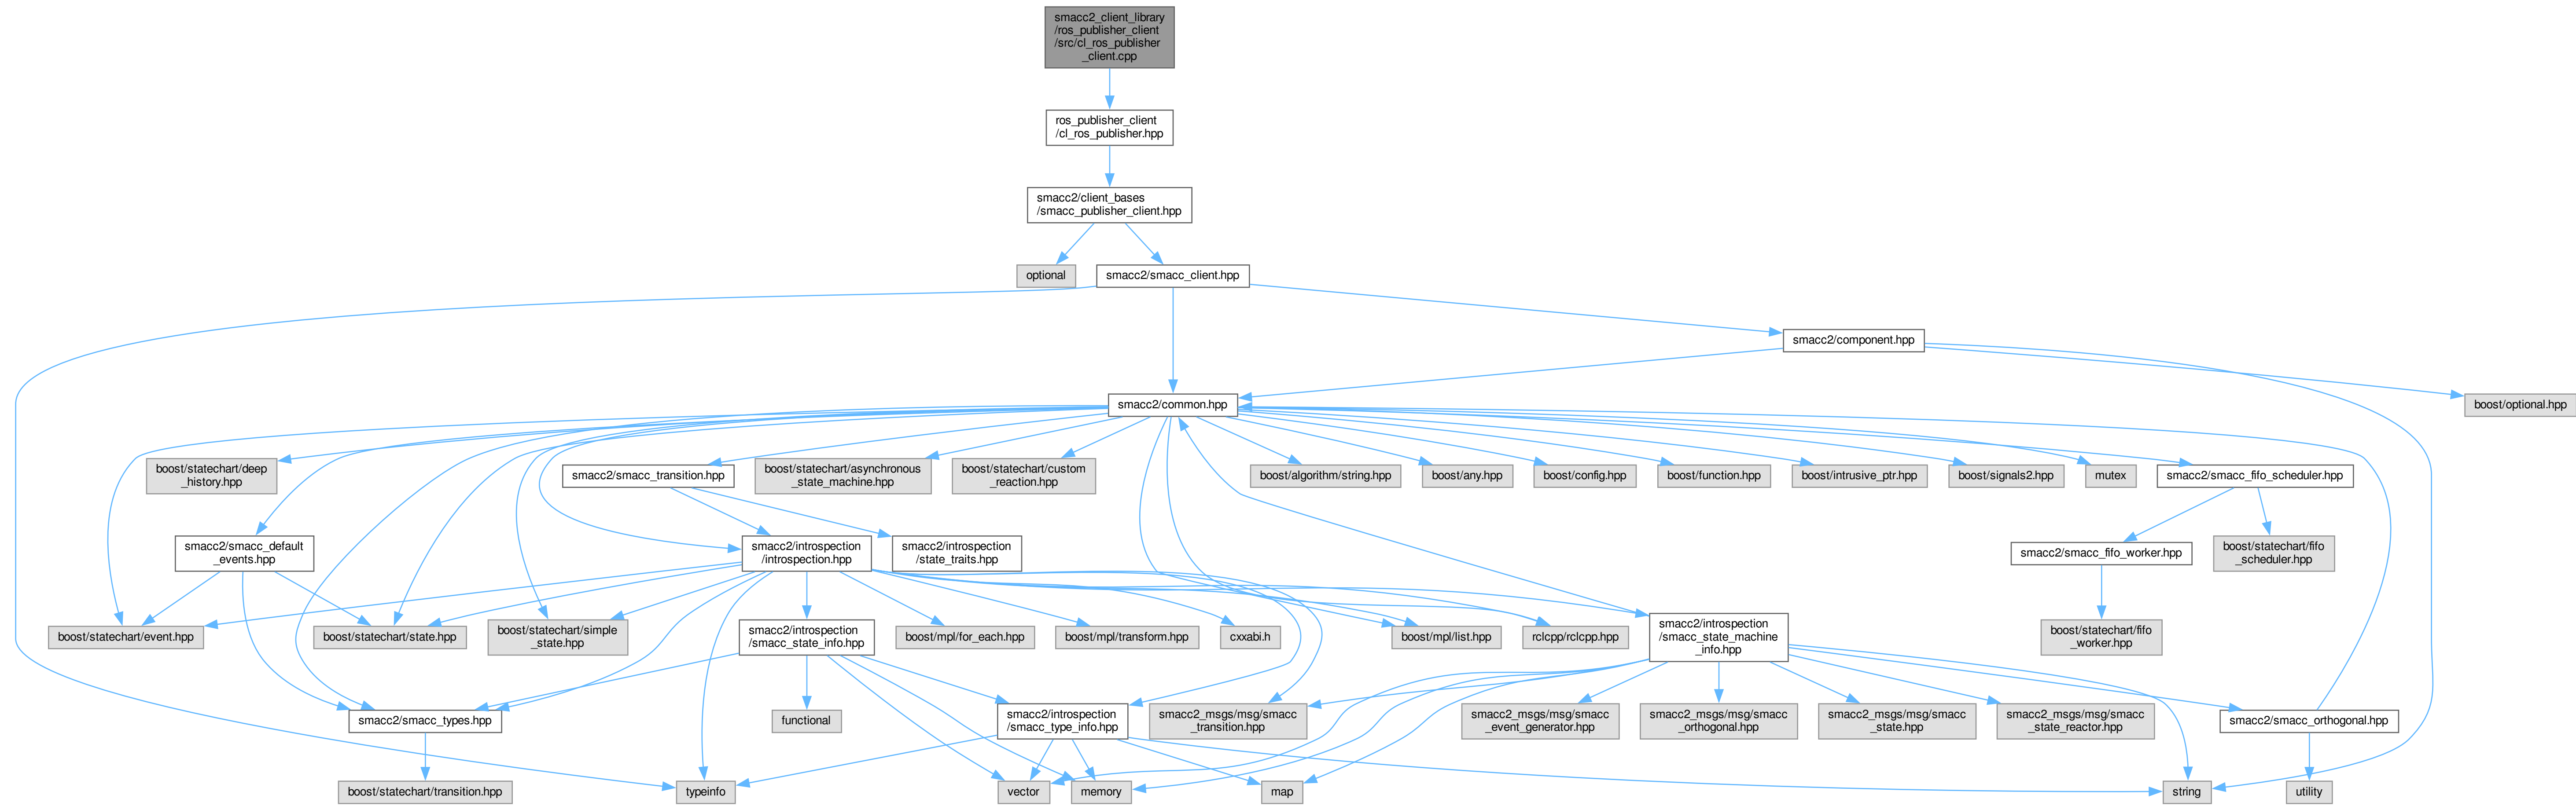 smacc2_client_library
/ros_publisher_client
/src/cl_ros_publisher
_client.cpp
ros_publisher_client
/cl_ros_publisher.hpp
smacc2/client_bases
/smacc_publisher_client.hpp
optional
smacc2/smacc_client.hpp
smacc2/component.hpp
smacc2/common.hpp
boost/optional.hpp
boost/statechart/deep
_history.hpp
smacc2/smacc_transition.hpp
boost/statechart/asynchronous
_state_machine.hpp
boost/statechart/custom
_reaction.hpp
boost/algorithm/string.hpp
boost/any.hpp
boost/config.hpp
boost/function.hpp
boost/intrusive_ptr.hpp
boost/signals2.hpp
mutex
smacc2/smacc_fifo_scheduler.hpp
smacc2/smacc_default
_events.hpp
smacc2/introspection
/introspection.hpp
smacc2/introspection
/state_traits.hpp
smacc2/smacc_fifo_worker.hpp
boost/statechart/fifo
_scheduler.hpp
boost/statechart/event.hpp
boost/statechart/state.hpp
boost/statechart/simple
_state.hpp
smacc2/introspection
/smacc_state_info.hpp
boost/mpl/for_each.hpp
boost/mpl/transform.hpp
cxxabi.h
boost/mpl/list.hpp
rclcpp/rclcpp.hpp
smacc2/introspection
/smacc_state_machine
_info.hpp
boost/statechart/fifo
_worker.hpp
smacc2/smacc_types.hpp
functional
smacc2/introspection
/smacc_type_info.hpp
smacc2_msgs/msg/smacc
_transition.hpp
smacc2_msgs/msg/smacc
_event_generator.hpp
smacc2_msgs/msg/smacc
_orthogonal.hpp
smacc2_msgs/msg/smacc
_state.hpp
smacc2_msgs/msg/smacc
_state_reactor.hpp
smacc2/smacc_orthogonal.hpp
boost/statechart/transition.hpp
typeinfo
vector
memory
map
string
utility